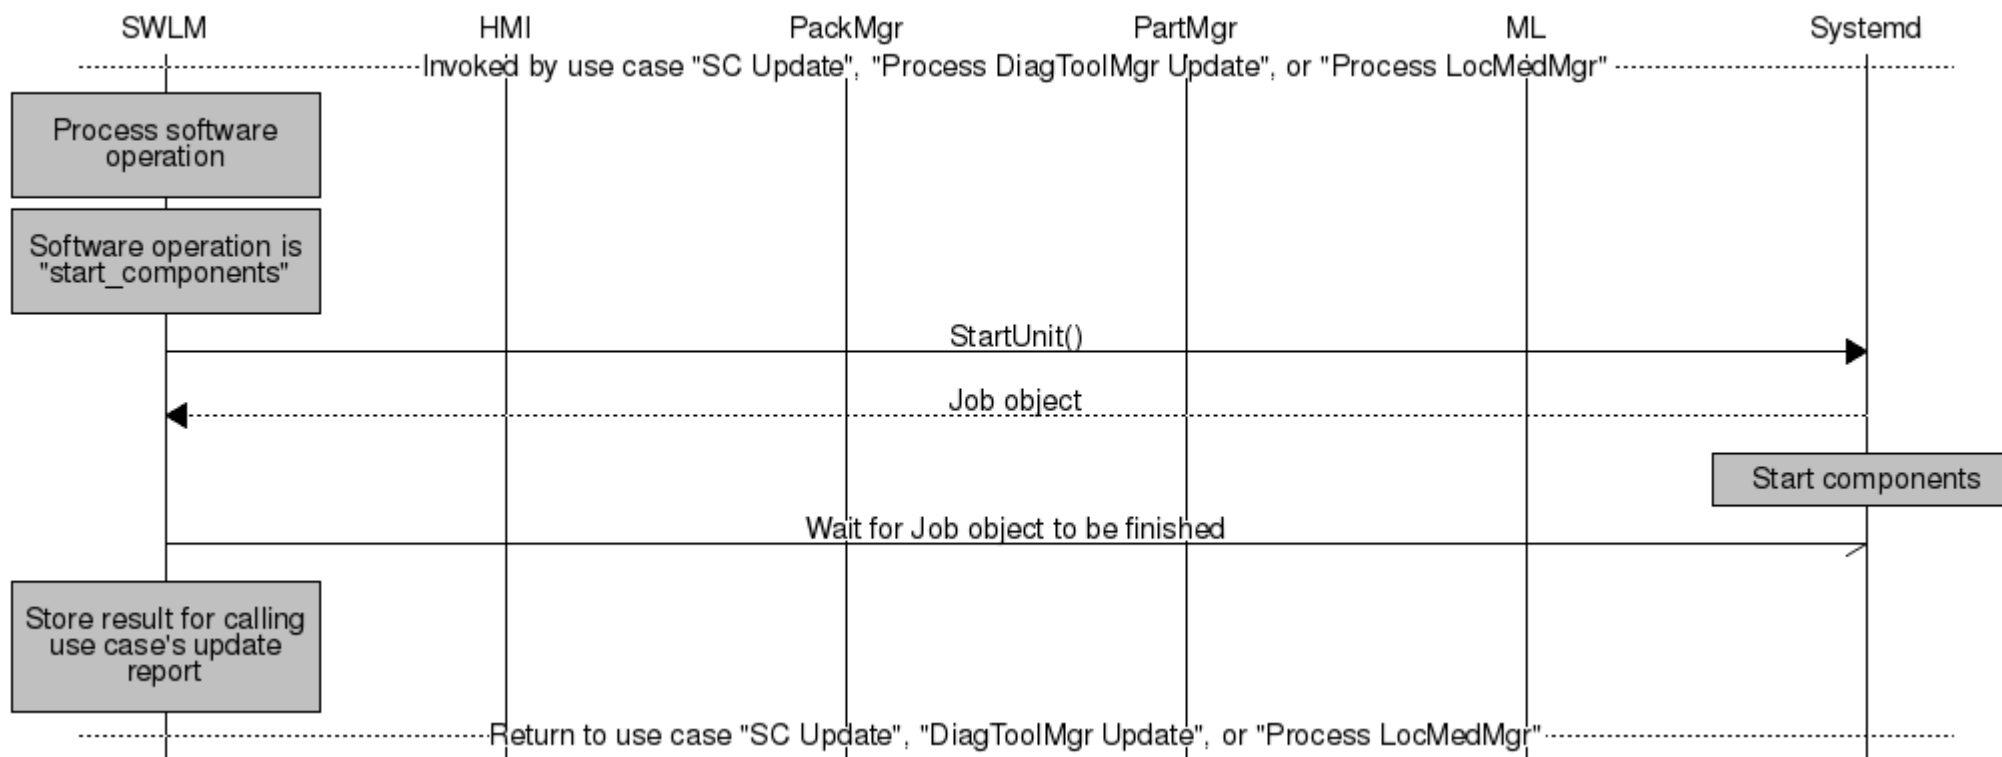 SWLM HMI PackMgr PartMgr ML Systemd
Invoked by use case "SC Update", "Process DiagToolMgr Update", or "Process LocMedMgr"
Process software
operation
Software operation is
"start_components"
StartUnit()
Job object
Start components
Wait for Job object to be finished
Store result for calling
use case's update
report
Return to use case "SC Update", "DiagToolMgr Update", or "Process LocMedMgr"